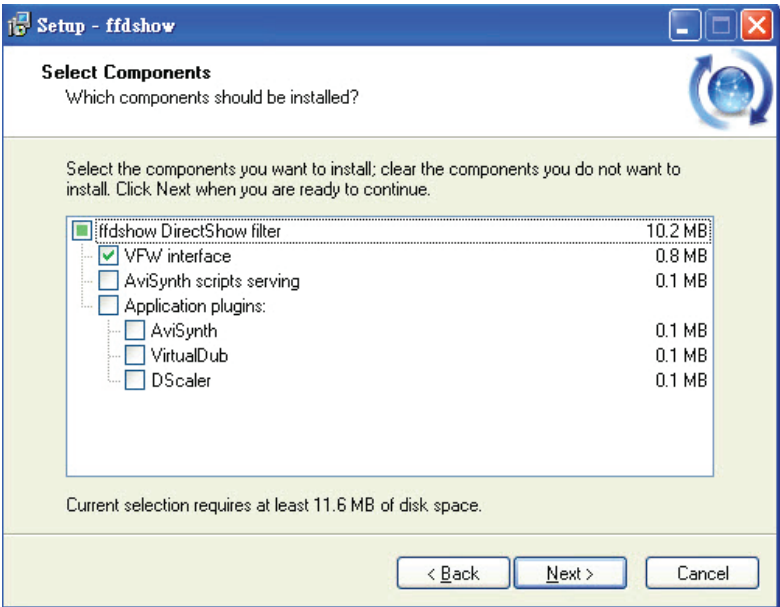 Setup - ffdshow
Select Components
Which components should be installed?
Select the components you want to install; clear the components you do not want to
install. Click Next when you are ready to continue.
ffdshow DirectShow filter 10.2 MB
VFW interface 0.8 MB
AviSynth scripts serving 0.1 MB
Application plugins:
AviSynth 0.1 MB
VirtualDub 0.1 MB
DScaler 0.1 MB
Current selection requires at least 11.6 MB of disk space.
< Back Next > Cancel